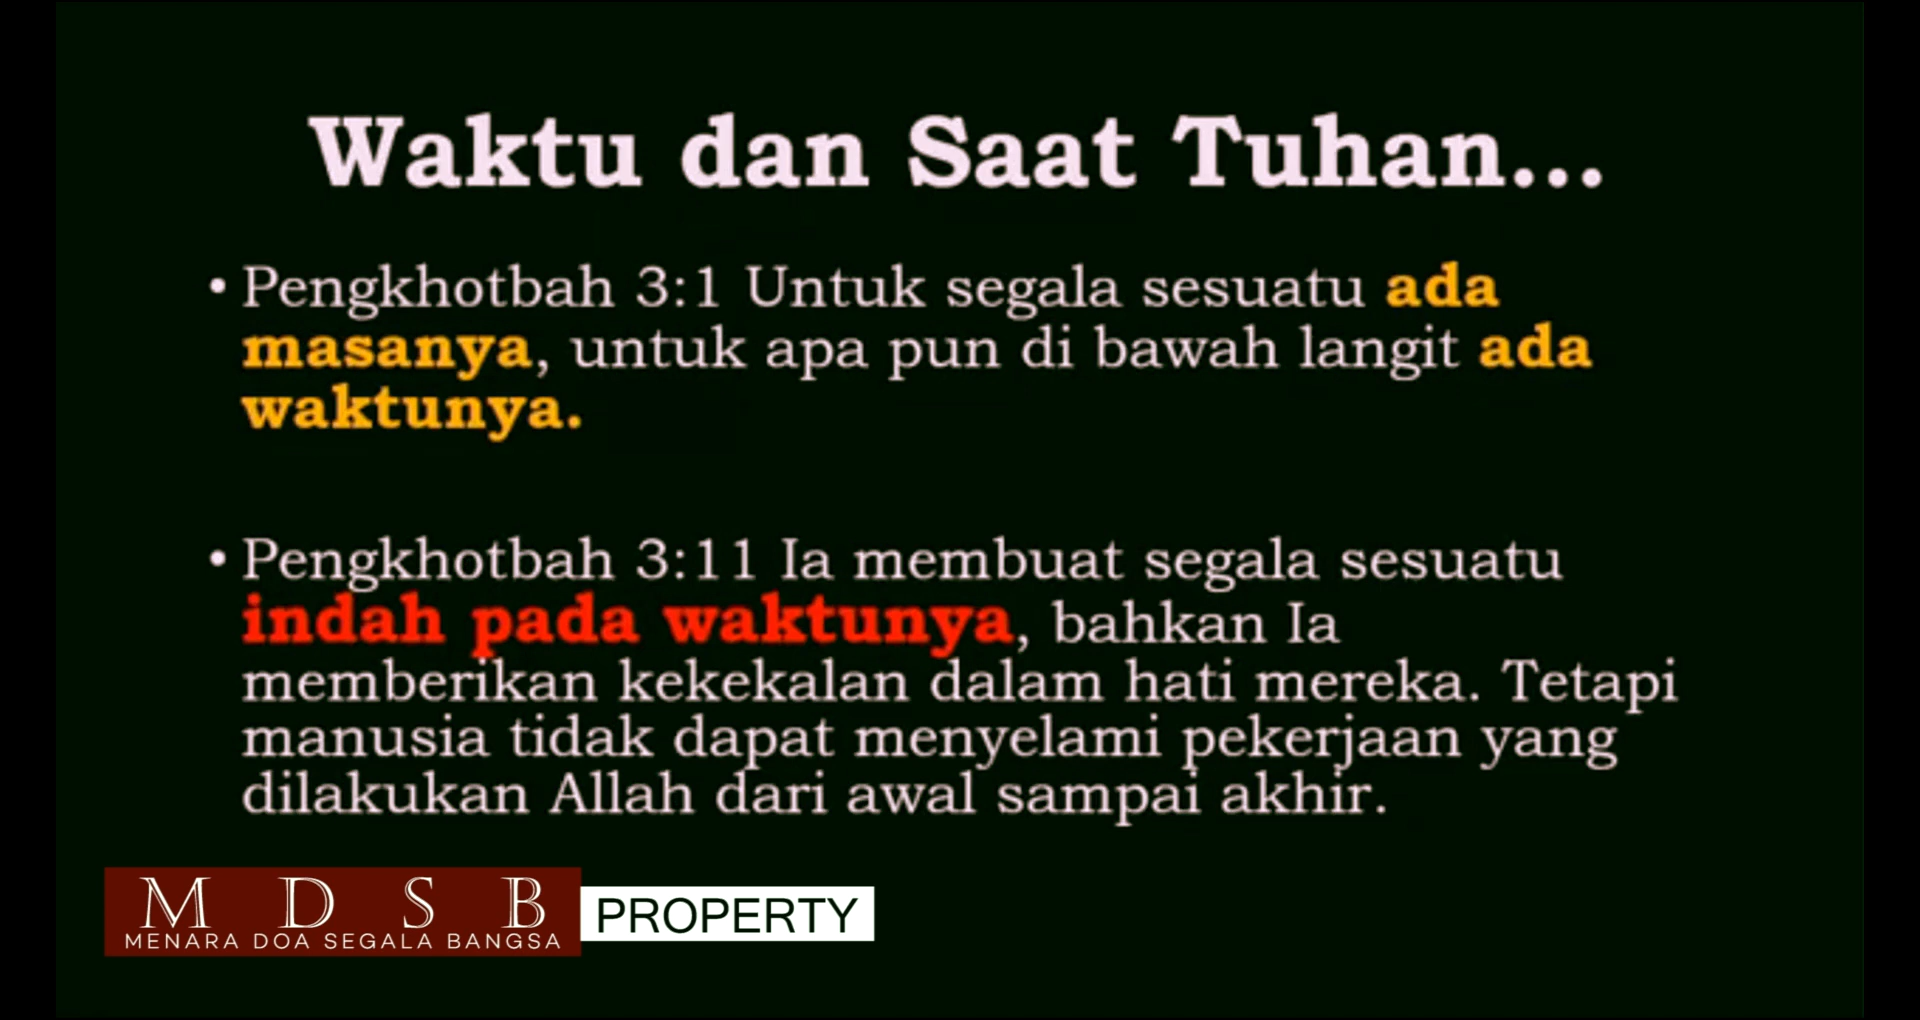 Waktu dan Saat Tuhan...
• Pengkhotbah 3:1 Untuk segala sesuatu ada
masanya, untuk apa pun di bawah langit ada
waktunya.
• Pengkhotbah 3:11 Ia membuat segala sesuatu
indah pada waktunya, bahkan Ia
memberikan kekekalan dalam hati mereka. Tetapi
manusia tidak dapat menyelami pekerjaan yang
dilakukan Allah dari awal sampai akhir.
M D S B
MENARA DOA SEGALA BANGSA
PROPERTY